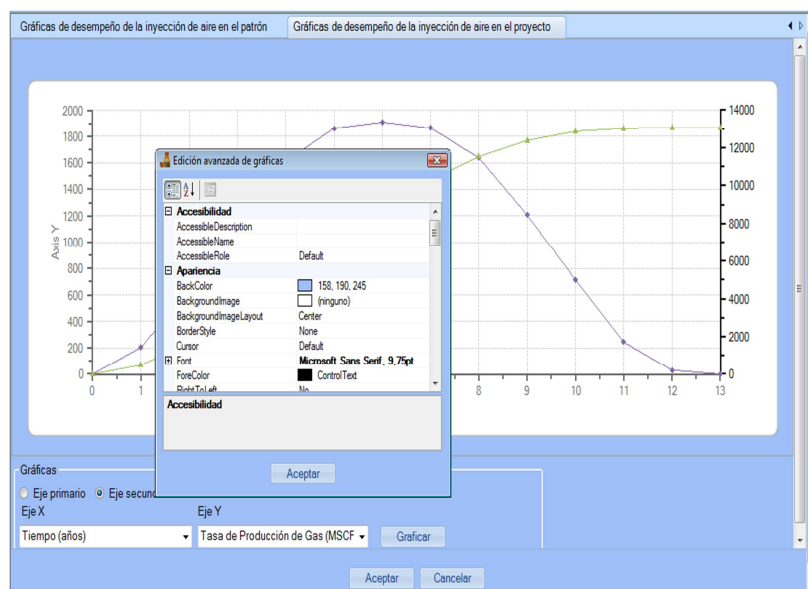 Gráficas de desempeño de la inyección de aire en el patrón
Gráficas de desempeño de la inyección de aire en el proyecto
2000
1800
1600
1400
1200
1000
800
600
400
200
0
Axis Y
14000
12000
10000
8000
6000
4000
2000
0
0 1 8 9 10 11 12 13
Edición avanzada de gráficas
Accesibilidad
AccessibleDescription
AccessibleName
AccessibleRole Default
Apariencia
BackColor 158, 190, 245
BackgroundImage (ninguno)
BackgroundImageLayout Center
BorderStyle None
Cursor Default
Font Microsoft Sans Serif, 9,75pt
ForeColor ControlText
RightToLeft No
Accesibilidad
Aceptar
Gráficas
Eje primario Eje secund
Eje X Eje Y
Tiempo (años) Tasa de Producción de Gas (MSCF Graficar
Aceptar Cancelar